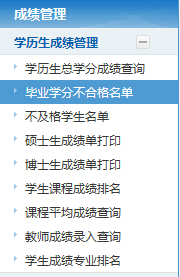 成绩管理
学历生成绩管理
学历生总学分成绩查询
毕业学分不合格名单
不及格学生名单
硕士生成绩单打印
博士生成绩单打印
学生课程成绩排名
课程平均成绩查询
教师成绩录入查询
学生成绩专业排名